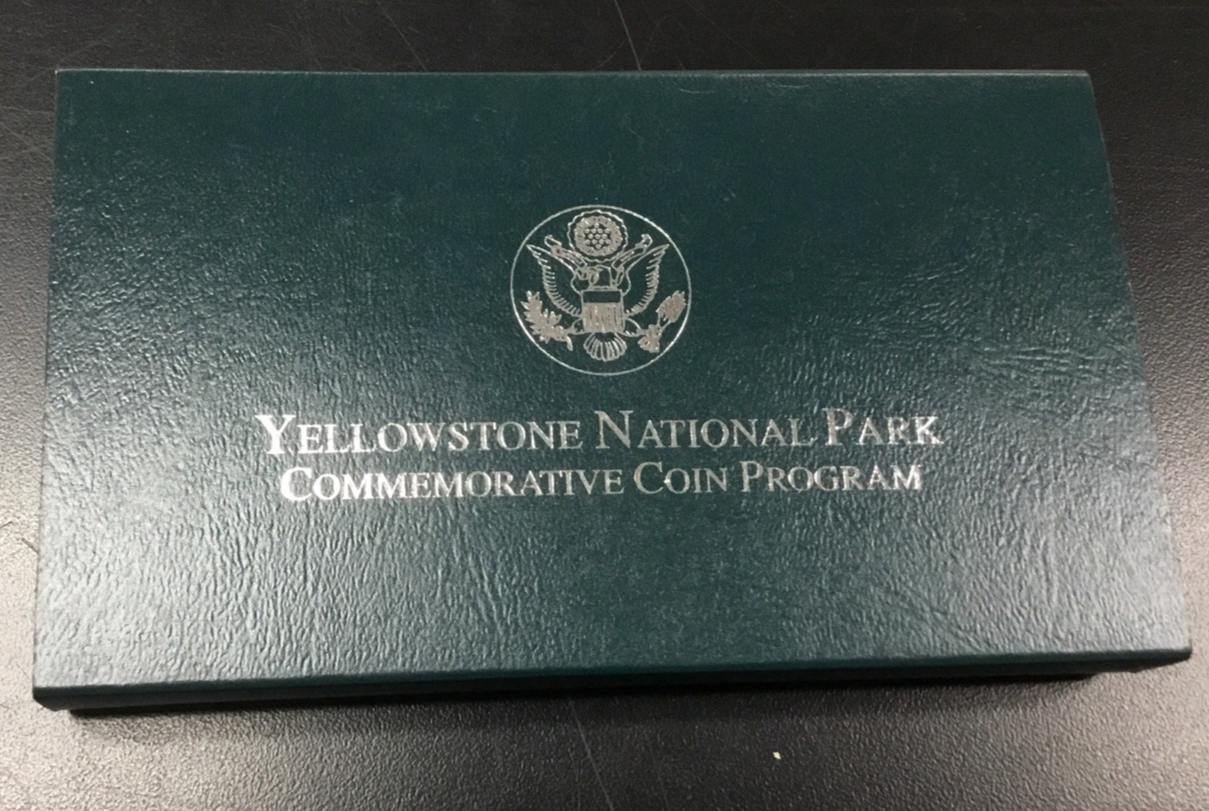 YELLOWSTONE NATIONAL PARK
COMMEMORATIVE COIN PROGRAM